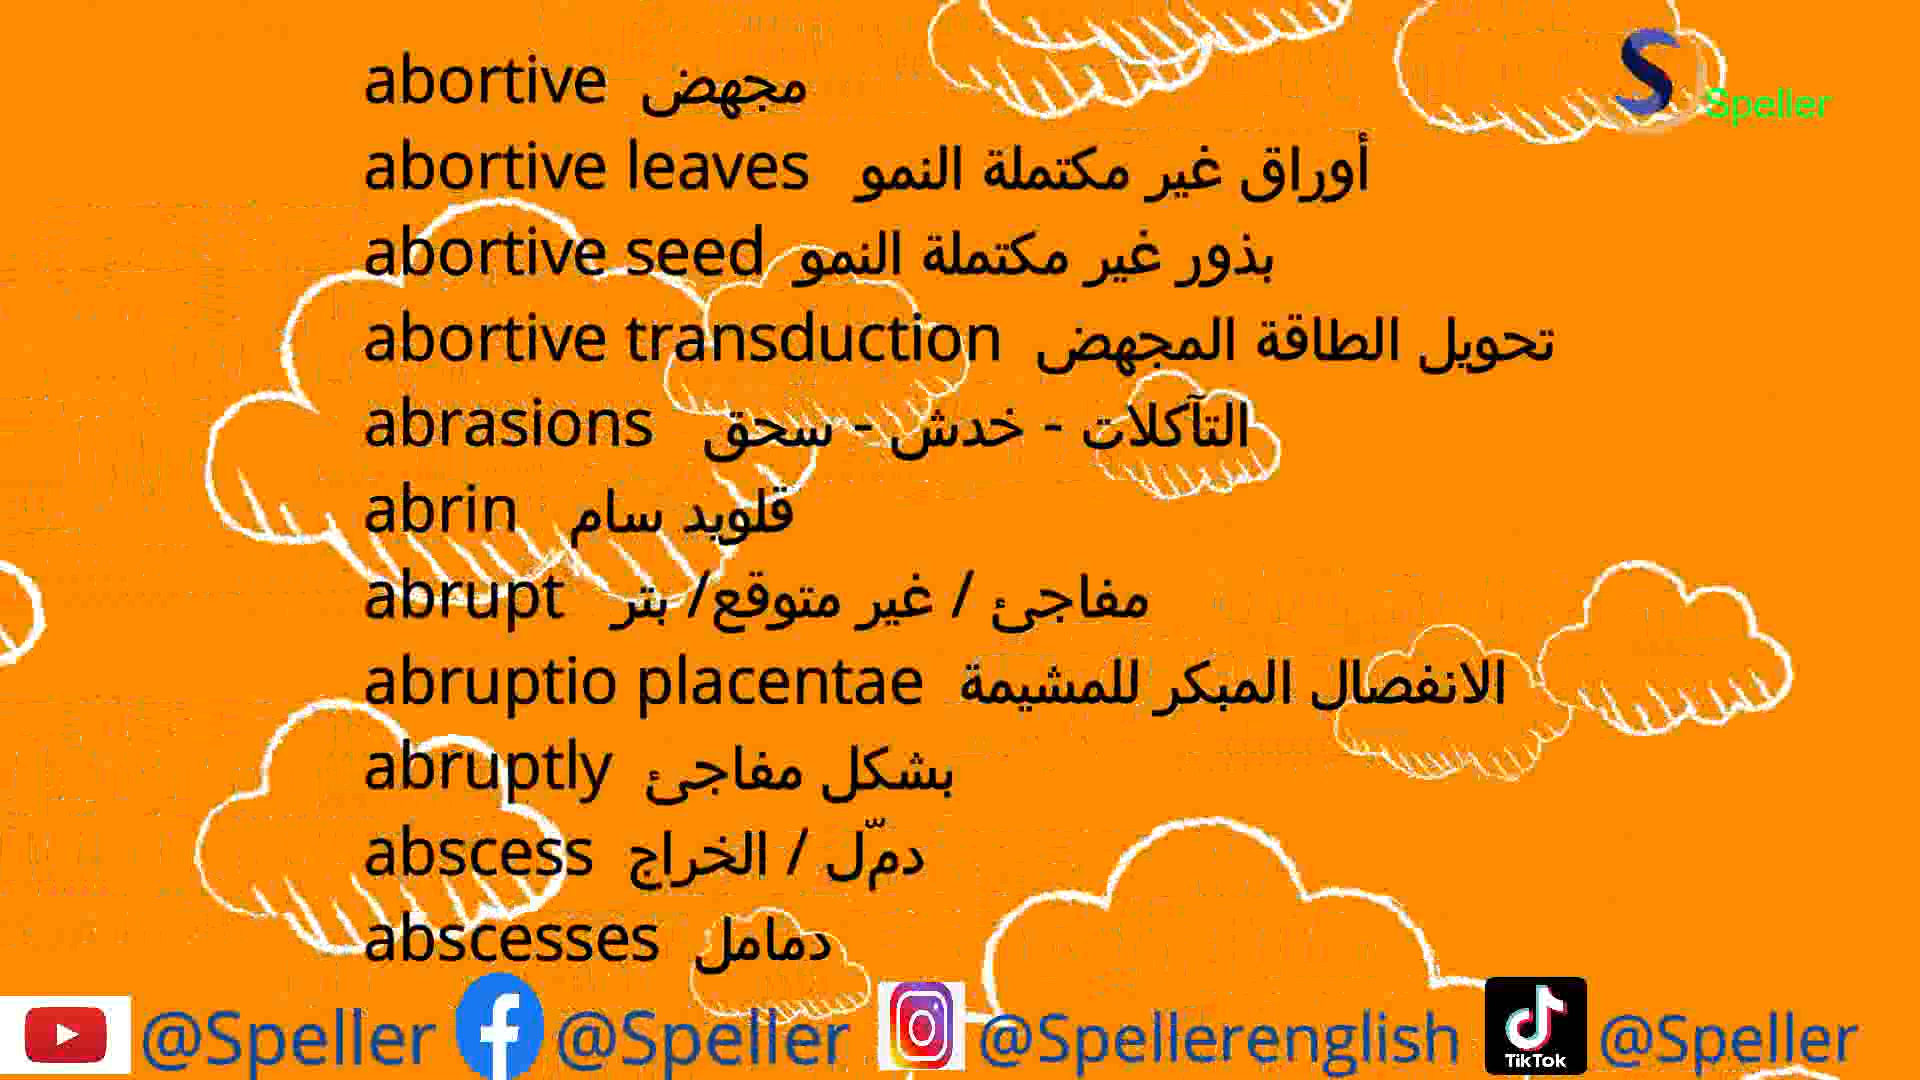 abortive مجهض
Speller
abortive leaves أوراق غير مكتملة النمو
abortive seed بذور غير مكتملة النمو
abortive transduction تحويل الطاقة المجهض
abrasions التآكلات - خدش - سحق
abrin قلويد سام
abrupt مفاجئ / غير متوقع/ بتر
abruptio placentae الانفصال المبكر للمشيمة
abruptly بشكل مفاجئ
abscess دمّل / الخراج
abscesses دمامل
@Speller @Speller @Spellerenglish TikTok @Speller